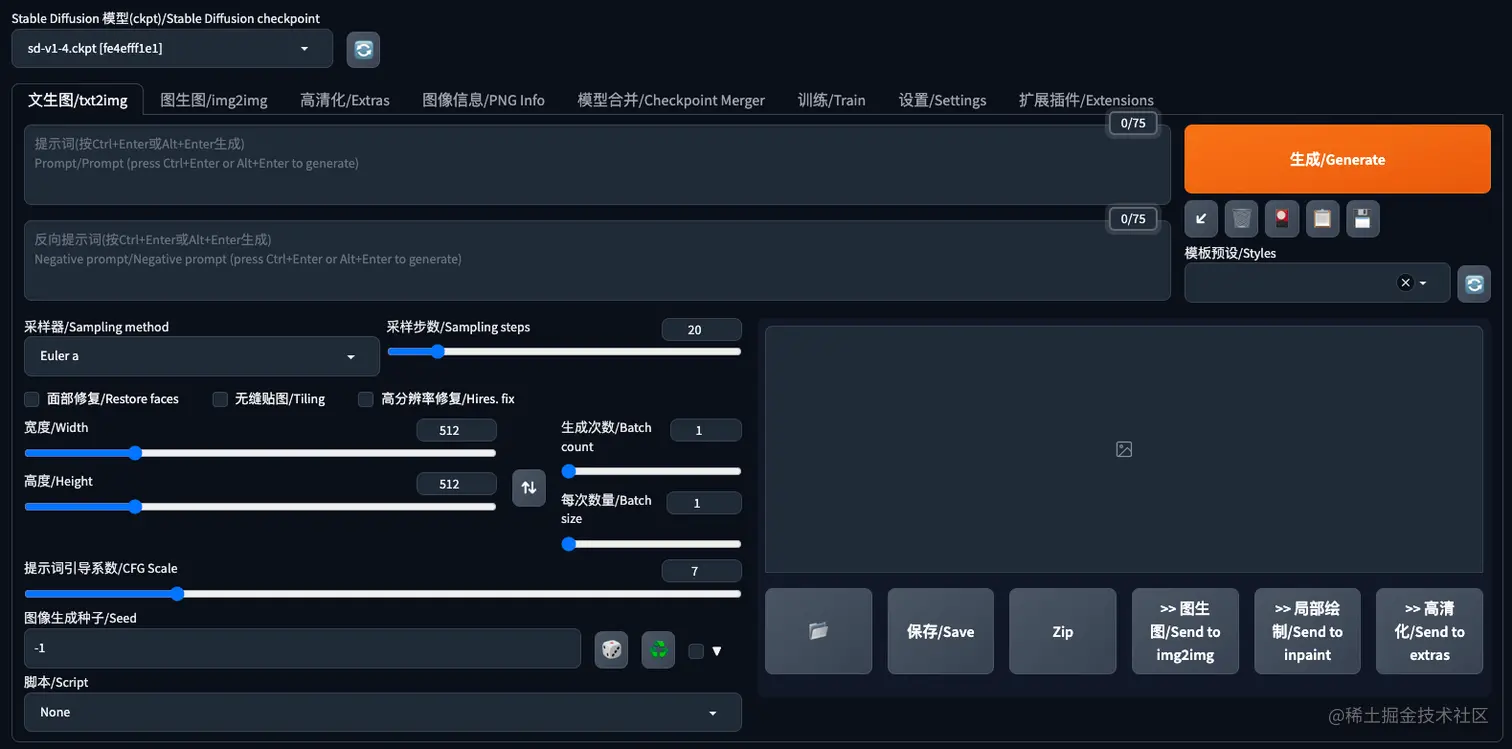 Stable Diffusion 模型(ckpt)/Stable Diffusion checkpoint
sd-v1-4.ckpt [fe4efff1e1]
文生图/txt2img
图生图/img2img
高清化/Extras
图像信息/PNG Info
模型合并/Checkpoint Merger
训练/Train
设置/Settings
扩展插件/Extensions
0/75
提示词(按Ctrl+Enter或Alt+Enter生成)
Prompt/Prompt (press Ctrl+Enter or Alt+Enter to generate)
生成/Generate
0/75
反向提示词(按Ctrl+Enter或Alt+Enter生成)
Negative prompt/Negative prompt (press Ctrl+Enter or Alt+Enter to generate)
模板预设/Styles
采样器/Sampling method
Euler a
采样步数/Sampling steps
20
面部修复/Restore faces
无缝贴图/Tiling
高分辨率修复/Hires. fix
宽度/Width
512
高度/Height
512
生成次数/Batch
count
1
每次数量/Batch
size
1
提示词引导系数/CFG Scale
7
图像生成种子/Seed
-1
脚本/Script
None
保存/Save
Zip
>> 图生
图/Send to
img2img
>> 局部绘
制/Send to
inpaint
>> 高清
化/Send to
extras
@稀土掘金技术社区